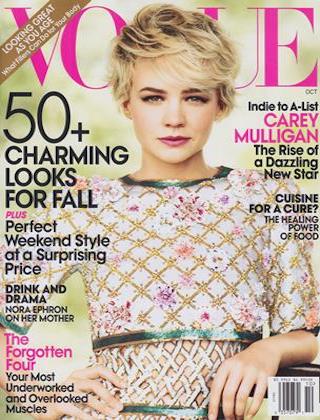 LOOKING GREAT
AS YOU AGE
What Fillers Can Do for Your Body
VOGUE
OCT
50+
CHARMING
LOOKS
FOR FALL
PLUS
Perfect
Weekend Style
at a Surprising
Price
DRINK AND
DRAMA
NORA EPHRON
ON HER MOTHER
The
Forgotten
Four
Your Most
Underworked
and Overlooked
Muscles
Indie to A-List
CAREY
MULLIGAN
The Rise of
a Dazzling
New Star
CUISINE
FOR A CURE?
THE HEALING
POWER
OF FOOD